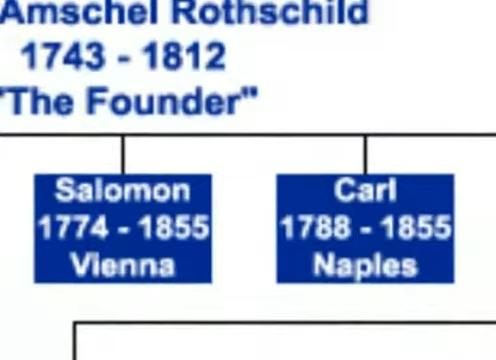 Amschel Rothschild
1743 - 1812
"The Founder"
Salomon
1774 - 1855
Vienna
Carl
1788 - 1855
Naples